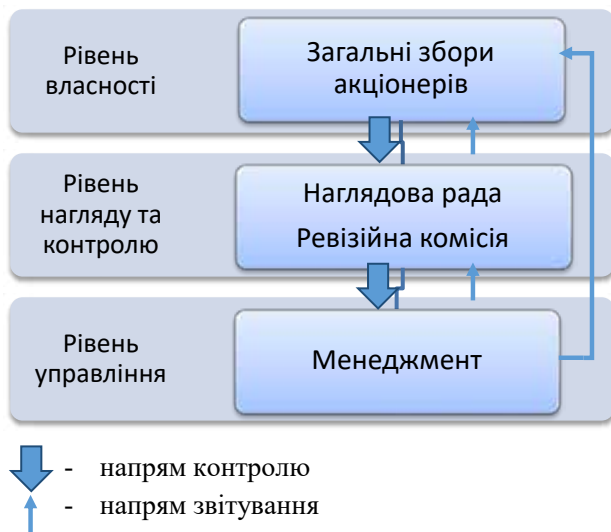 Рівень
власності
Загальні збори
акціонерів
Рівень
нагляду та
контролю
Наглядова рада
Ревізійна комісія
Рівень
управління
Менеджмент
- напрям контролю
- напрям звітування